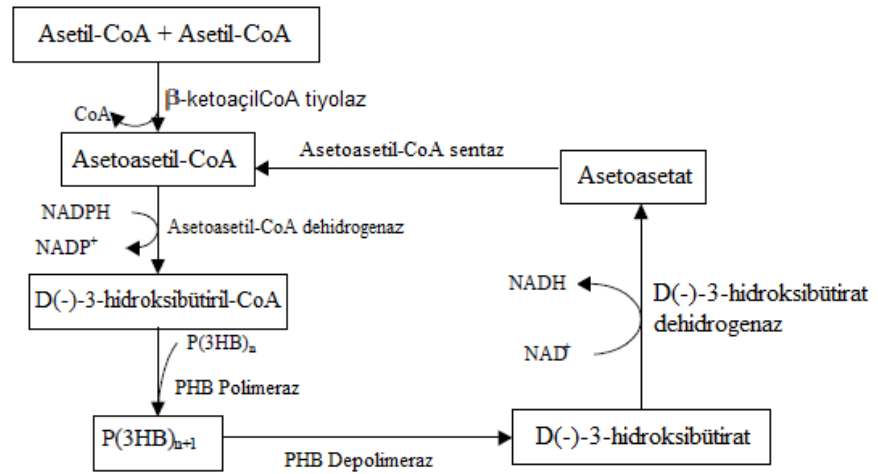 Asetil-CoA + Asetil-CoA
β-ketoaçilCoA tiyolaz
CoA
Asetoasetil-CoA
Asetoasetil-CoA sentaz
Asetoasetat
NADPH
NADP⁺
Asetoasetil-CoA dehidrogenaz
D(-)-3-hidroksibütiril-CoA
NADH
NAD⁺
D(-)-3-hidroksibütirat
dehidrogenaz
P(3HB)ₙ
PHB Polimeraz
P(3HB)ₙ₊₁
PHB Depolimeraz
D(-)-3-hidroksibütirat